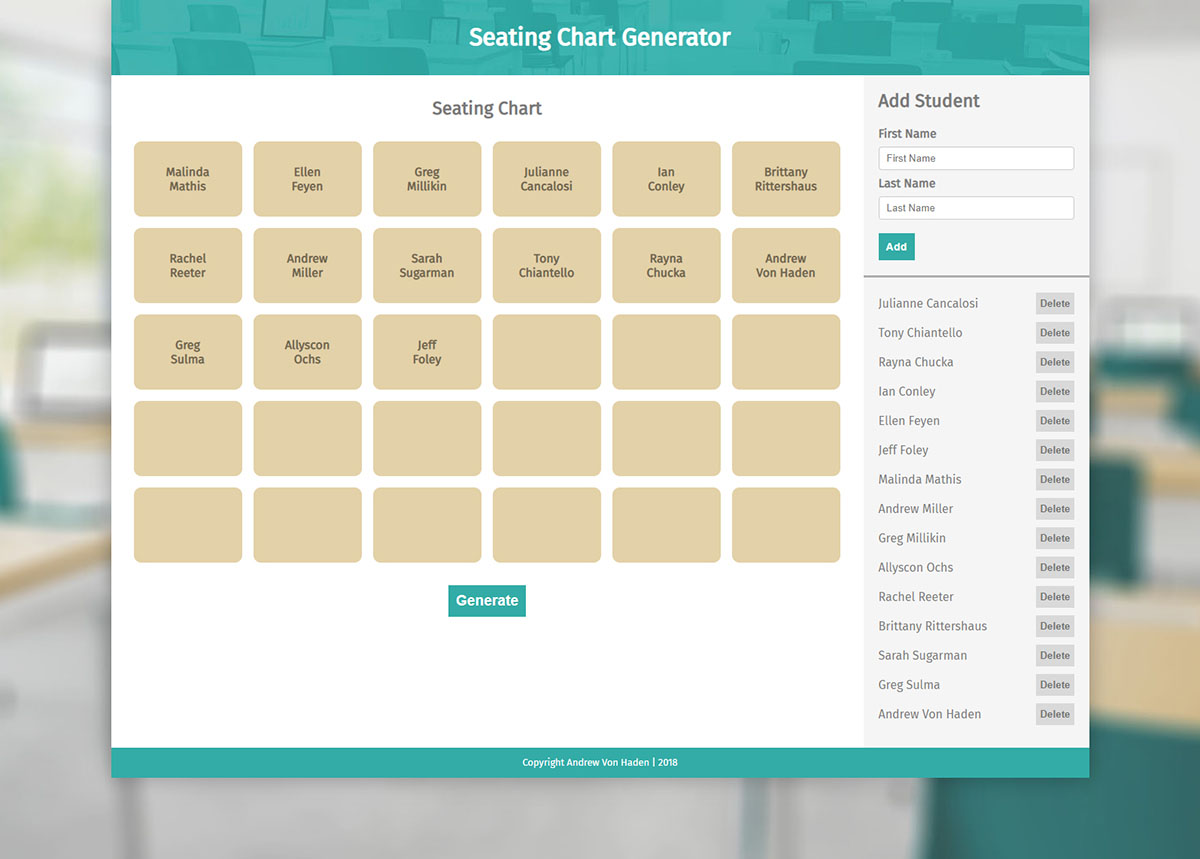 Seating Chart Generator
Seating Chart
Malinda
Mathis
Ellen
Feyen
Greg
Millikin
Julianne
Cancalosi
Ian
Conley
Brittany
Rittershaus
Rachel
Reeter
Andrew
Miller
Sarah
Sugarman
Tony
Chiantello
Rayna
Chucka
Andrew
Von Haden
Greg
Sulma
Allyscon
Ochs
Jeff
Foley
Generate
Add Student
First Name
First Name
Last Name
Last Name
Add
Julianne Cancalosi Delete
Tony Chiantello Delete
Rayna Chucka Delete
Ian Conley Delete
Ellen Feyen Delete
Jeff Foley Delete
Malinda Mathis Delete
Andrew Miller Delete
Greg Millikin Delete
Allyscon Ochs Delete
Rachel Reeter Delete
Brittany Rittershaus Delete
Sarah Sugarman Delete
Greg Sulma Delete
Andrew Von Haden Delete
Copyright Andrew Von Haden | 2018